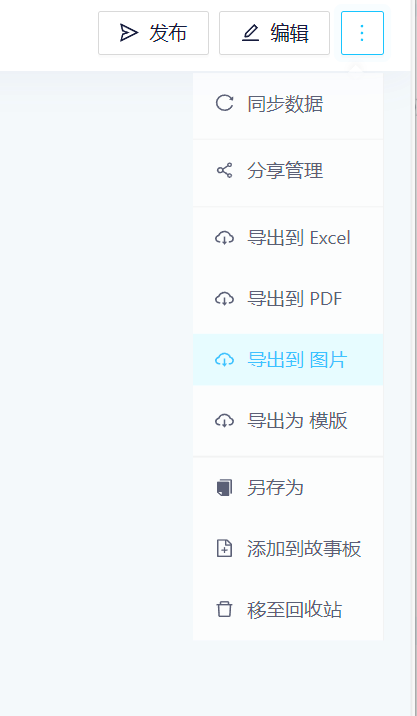 发布 编辑
同步数据
分享管理
导出到 Excel
导出到 PDF
导出到 图片
导出为 模版
另存为
添加到故事板
移至回收站